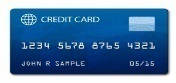 CREDIT CARD
1234 5678 8765 4321
JOHN R SAMPLE 05/15